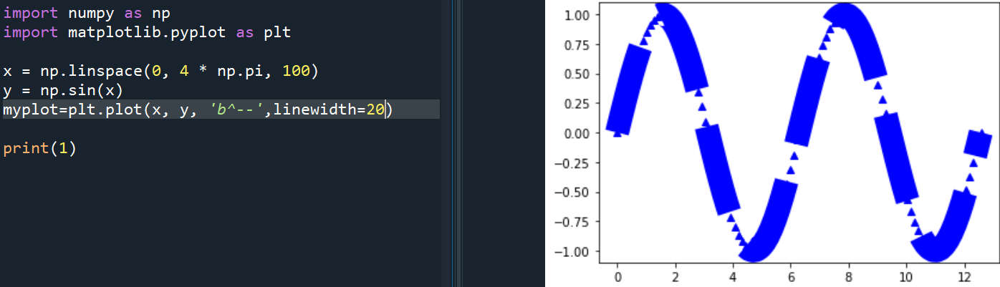 import numpy as np
import matplotlib.pyplot as plt
x = np.linspace(0, 4 * np.pi, 100)
y = np.sin(x)
myplot=plt.plot(x, y, 'b^--',linewidth=20)
print(1)
1.00
0.75
0.50
0.25
0.00
−0.25
−0.50
−0.75
−1.00
0 2 4 6 8 10 12